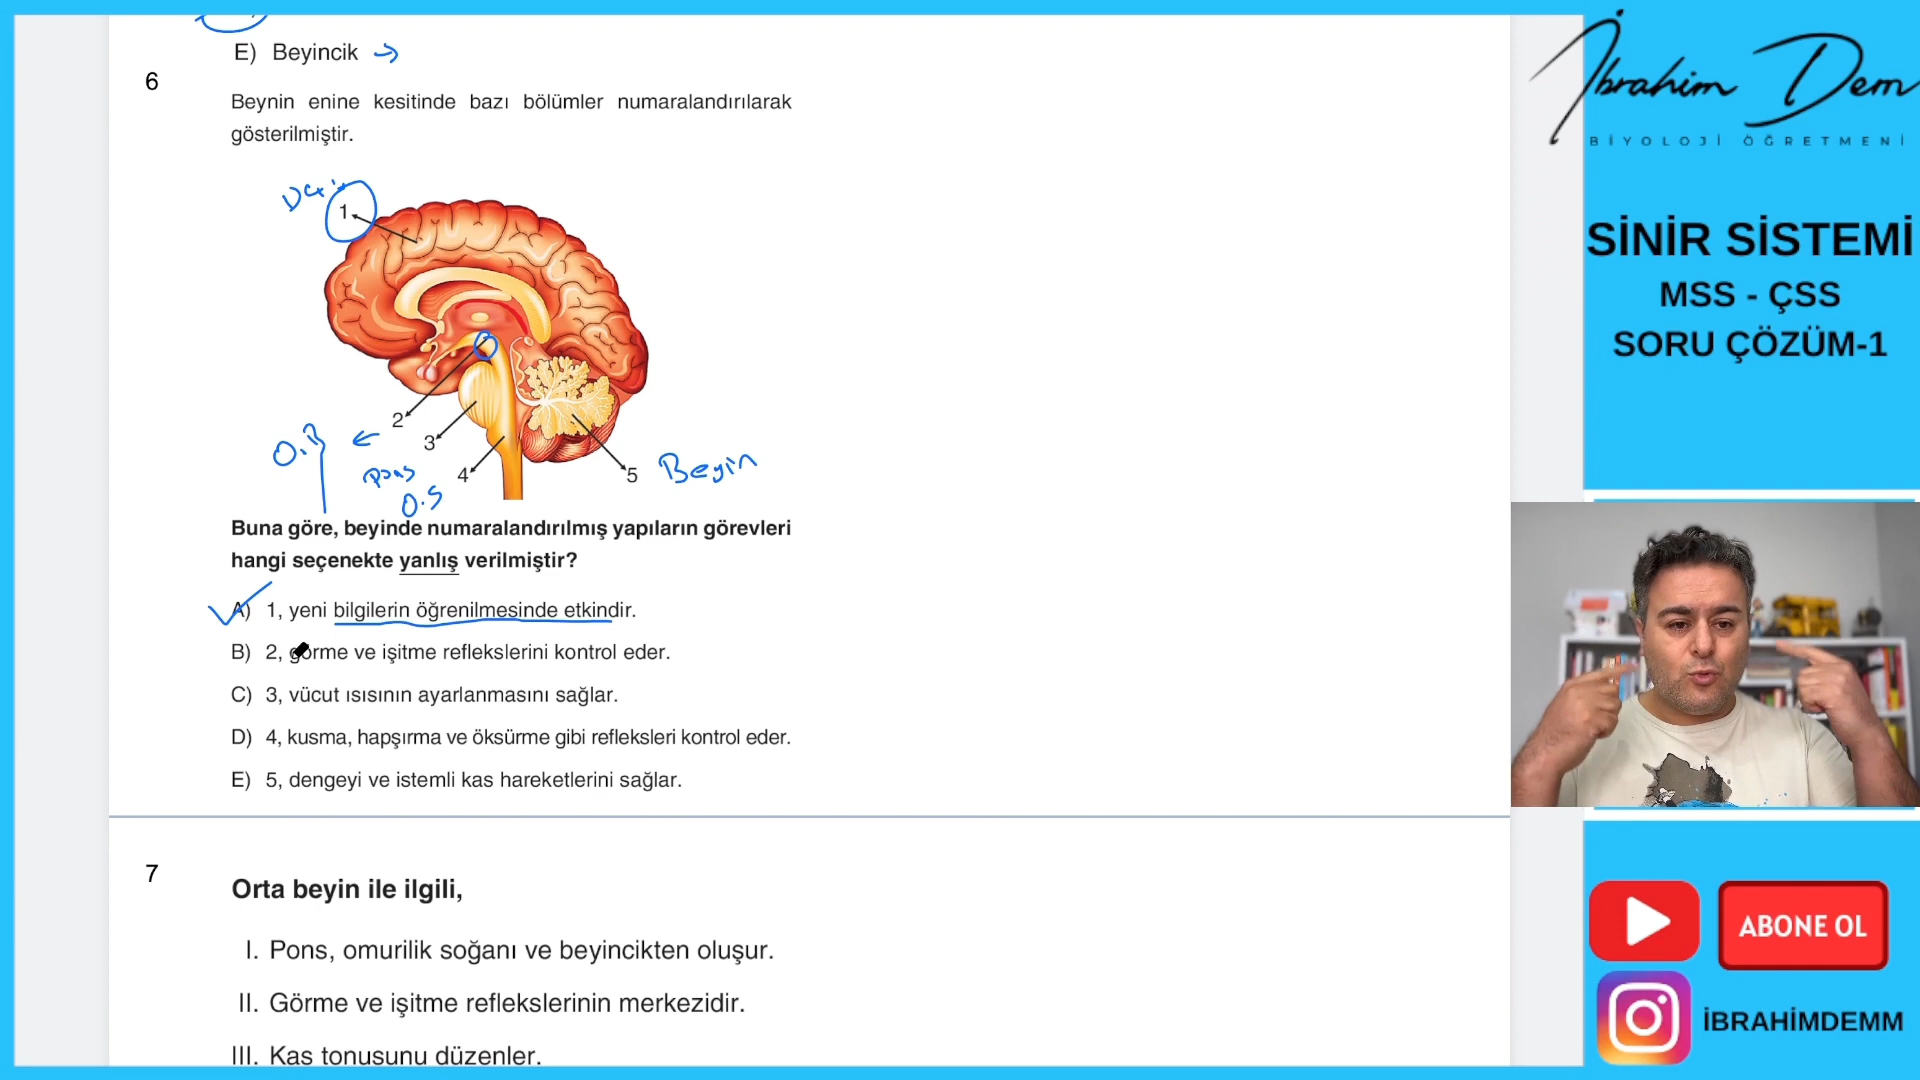 E) Beyincik
6
Beynin enine kesitinde bazı bölümler numaralandırılarak
gösterilmiştir.
1
2
3
4
5
O.B
pons
O.S
Beyin
Buna göre, beyinde numaralandırılmış yapıların görevleri
hangi seçenekte yanlış verilmiştir?
A) 1, yeni bilgilerin öğrenilmesinde etkindir.
B) 2, görme ve işitme reflekslerini kontrol eder.
C) 3, vücut ısısının ayarlanmasını sağlar.
D) 4, kusma, hapşırma ve öksürme gibi refleksleri kontrol eder.
E) 5, dengeyi ve istemli kas hareketlerini sağlar.
7
Orta beyin ile ilgili,
I. Pons, omurilik soğanı ve beyincikten oluşur.
II. Görme ve işitme reflekslerinin merkezidir.
III. Kas tonusunu düzenler.
İbrahim Dem
BİYOLOJİ ÖĞRETMENİ
SİNİR SİSTEMİ
MSS - ÇSS
SORU ÇÖZÜM-1
ABONE OL
İBRAHİMDEMM